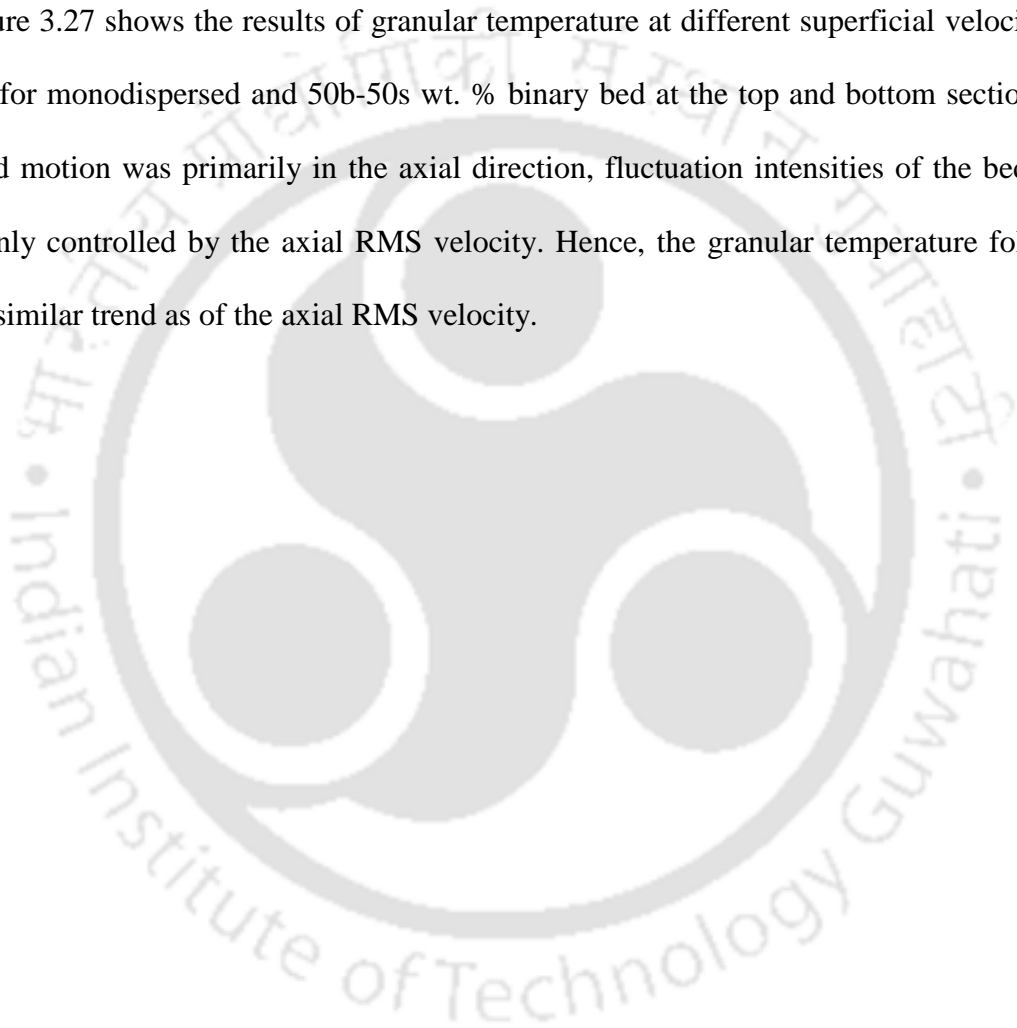 ure 3.27 shows the results of granular temperature at different superficial veloci
for monodispersed and 50b-50s wt. % binary bed at the top and bottom section
d motion was primarily in the axial direction, fluctuation intensities of the bed
nly controlled by the axial RMS velocity. Hence, the granular temperature fol
similar trend as of the axial RMS velocity.
Indian Institute of Technology Guwahati